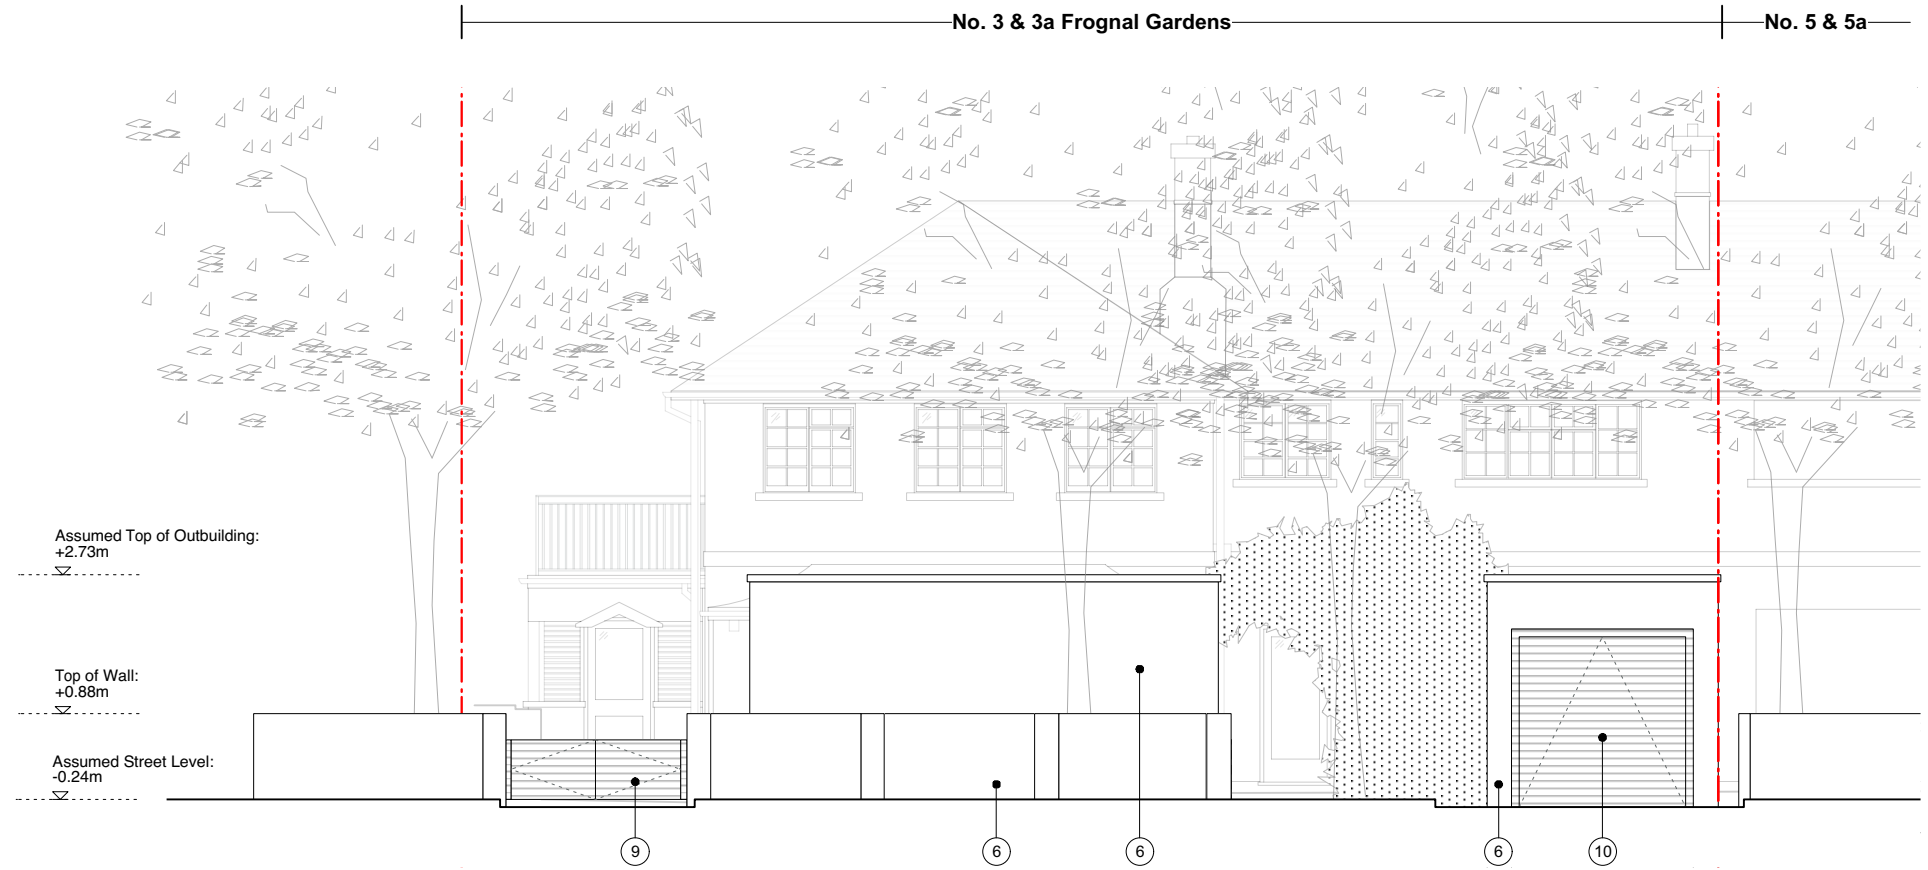 No. 3 & 3a Frognal Gardens
No. 5 & 5a
Assumed Top of Outbuilding:
+2.73m
Top of Wall:
+0.88m
Assumed Street Level:
-0.24m
9
6
6
6
10